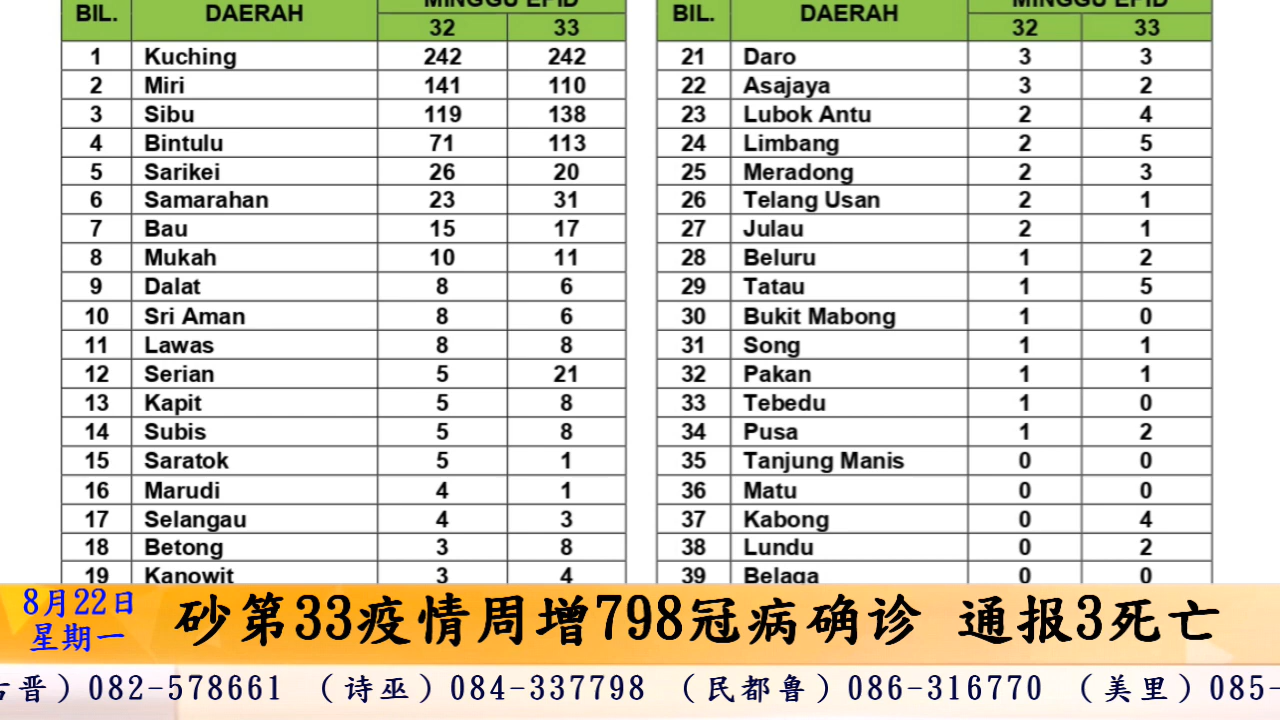 BIL. DAERAH MINGGU EPID
32 33
1 Kuching 242 242
2 Miri 141 110
3 Sibu 119 138
4 Bintulu 71 113
5 Sarikei 26 20
6 Samarahan 23 31
7 Bau 15 17
8 Mukah 10 11
9 Dalat 8 6
10 Sri Aman 8 6
11 Lawas 8 8
12 Serian 5 21
13 Kapit 5 8
14 Subis 5 8
15 Saratok 5 1
16 Marudi 4 1
17 Selangau 4 3
18 Betong 3 8
19 Kanowit 3 4
BIL. DAERAH MINGGU EPID
32 33
21 Daro 3 3
22 Asajaya 3 2
23 Lubok Antu 2 4
24 Limbang 2 5
25 Meradong 2 3
26 Telang Usan 2 1
27 Julau 2 1
28 Beluru 1 2
29 Tatau 1 5
30 Bukit Mabong 1 0
31 Song 1 1
32 Pakan 1 1
33 Tebedu 1 0
34 Pusa 1 2
35 Tanjung Manis 0 0
36 Matu 0 0
37 Kabong 0 4
38 Lundu 0 2
39 Belaga 0 0
8月22日
星期一
砂第33疫情周增798冠病确诊 通报3死亡
古晋）082-578661 （诗巫）084-337798 （民都鲁）086-316770 （美里）085-